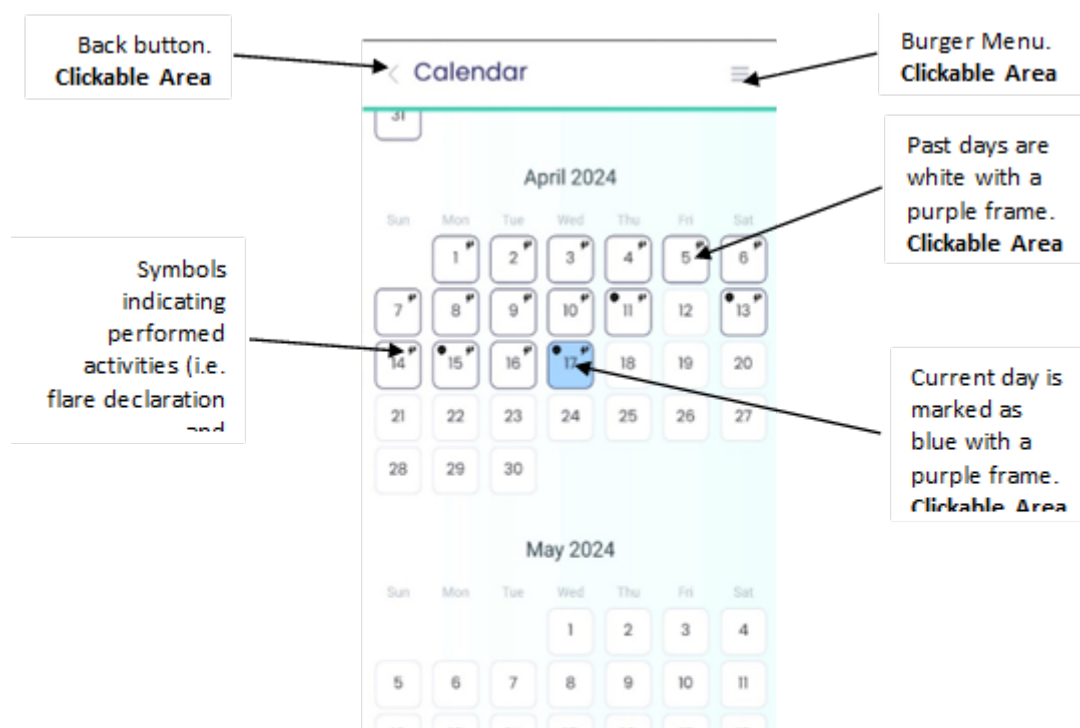 Back button.
Clickable Area
Burger Menu.
Clickable Area
Calendar
31
Past days are
white with a
purple frame.
Clickable Area
April 2024
Sun Mon Tue Wed Thu Fri Sat
1 2 3 4 5 6
7 8 9 10 11 12 13
14 15 16 17 18 19 20
21 22 23 24 25 26 27
28 29 30
Symbols
indicating
performed
activities (i.e.
flare declaration
and
Current day is
marked as
blue with a
purple frame.
Clickable Area
May 2024
Sun Mon Tue Wed Thu Fri Sat
1 2 3 4
5 6 7 8 9 10 11